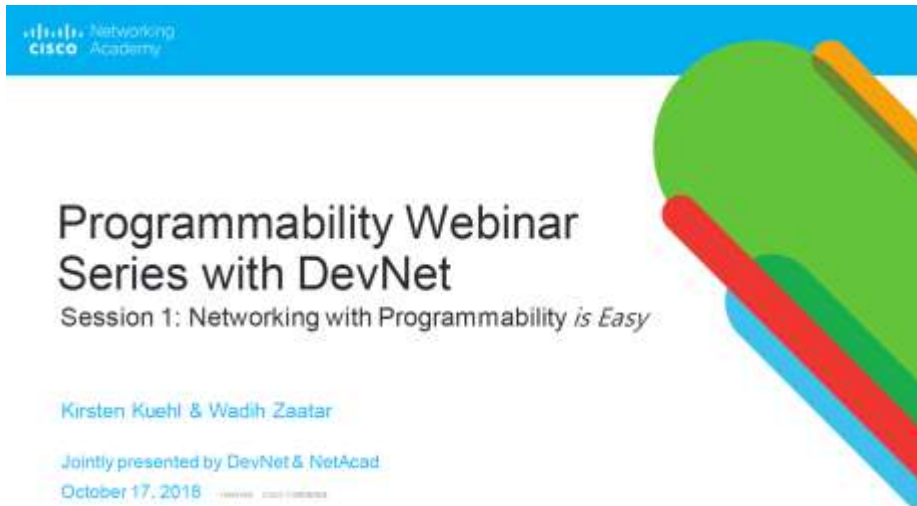 Networking
CISCO Academy
Programmability Webinar
Series with DevNet
Session 1: Networking with Programmability is Easy
Kirsten Kuehl & Wadih Zaatar
Jointly presented by DevNet & NetAcad
October 17, 2018